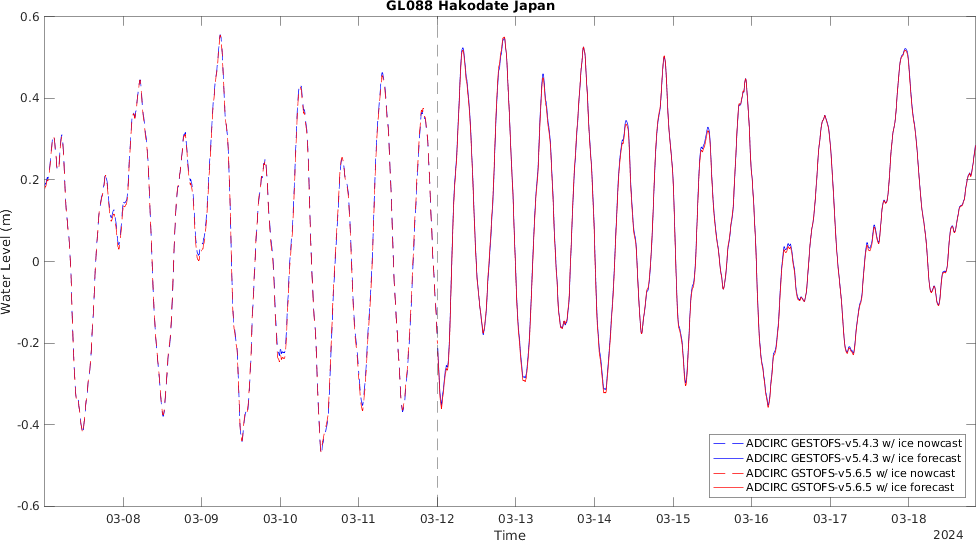 GL088 Hakodate Japan
0.6
0.4
0.2
0
-0.2
-0.4
-0.6
Water Level (m)
ADCIRC GESTOFS-v5.4.3 w/ ice nowcast
ADCIRC GESTOFS-v5.4.3 w/ ice forecast
ADCIRC GSTOFS-v5.6.5 w/ ice nowcast
ADCIRC GSTOFS-v5.6.5 w/ ice forecast
03-08 03-09 03-10 03-11 03-12 03-13 03-14 03-15 03-16 03-17 03-18
Time
2024